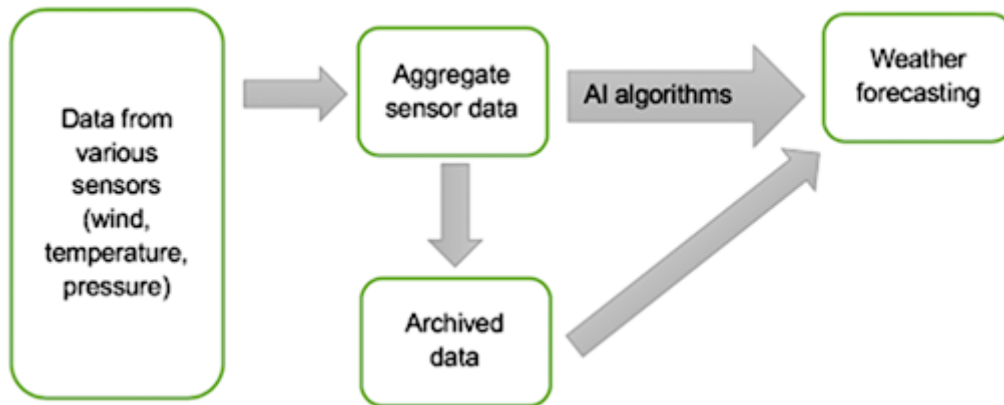 Data from
various
sensors
(wind,
temperature,
pressure)
Aggregate
sensor data
AI algorithms
Weather
forecasting
Archived
data